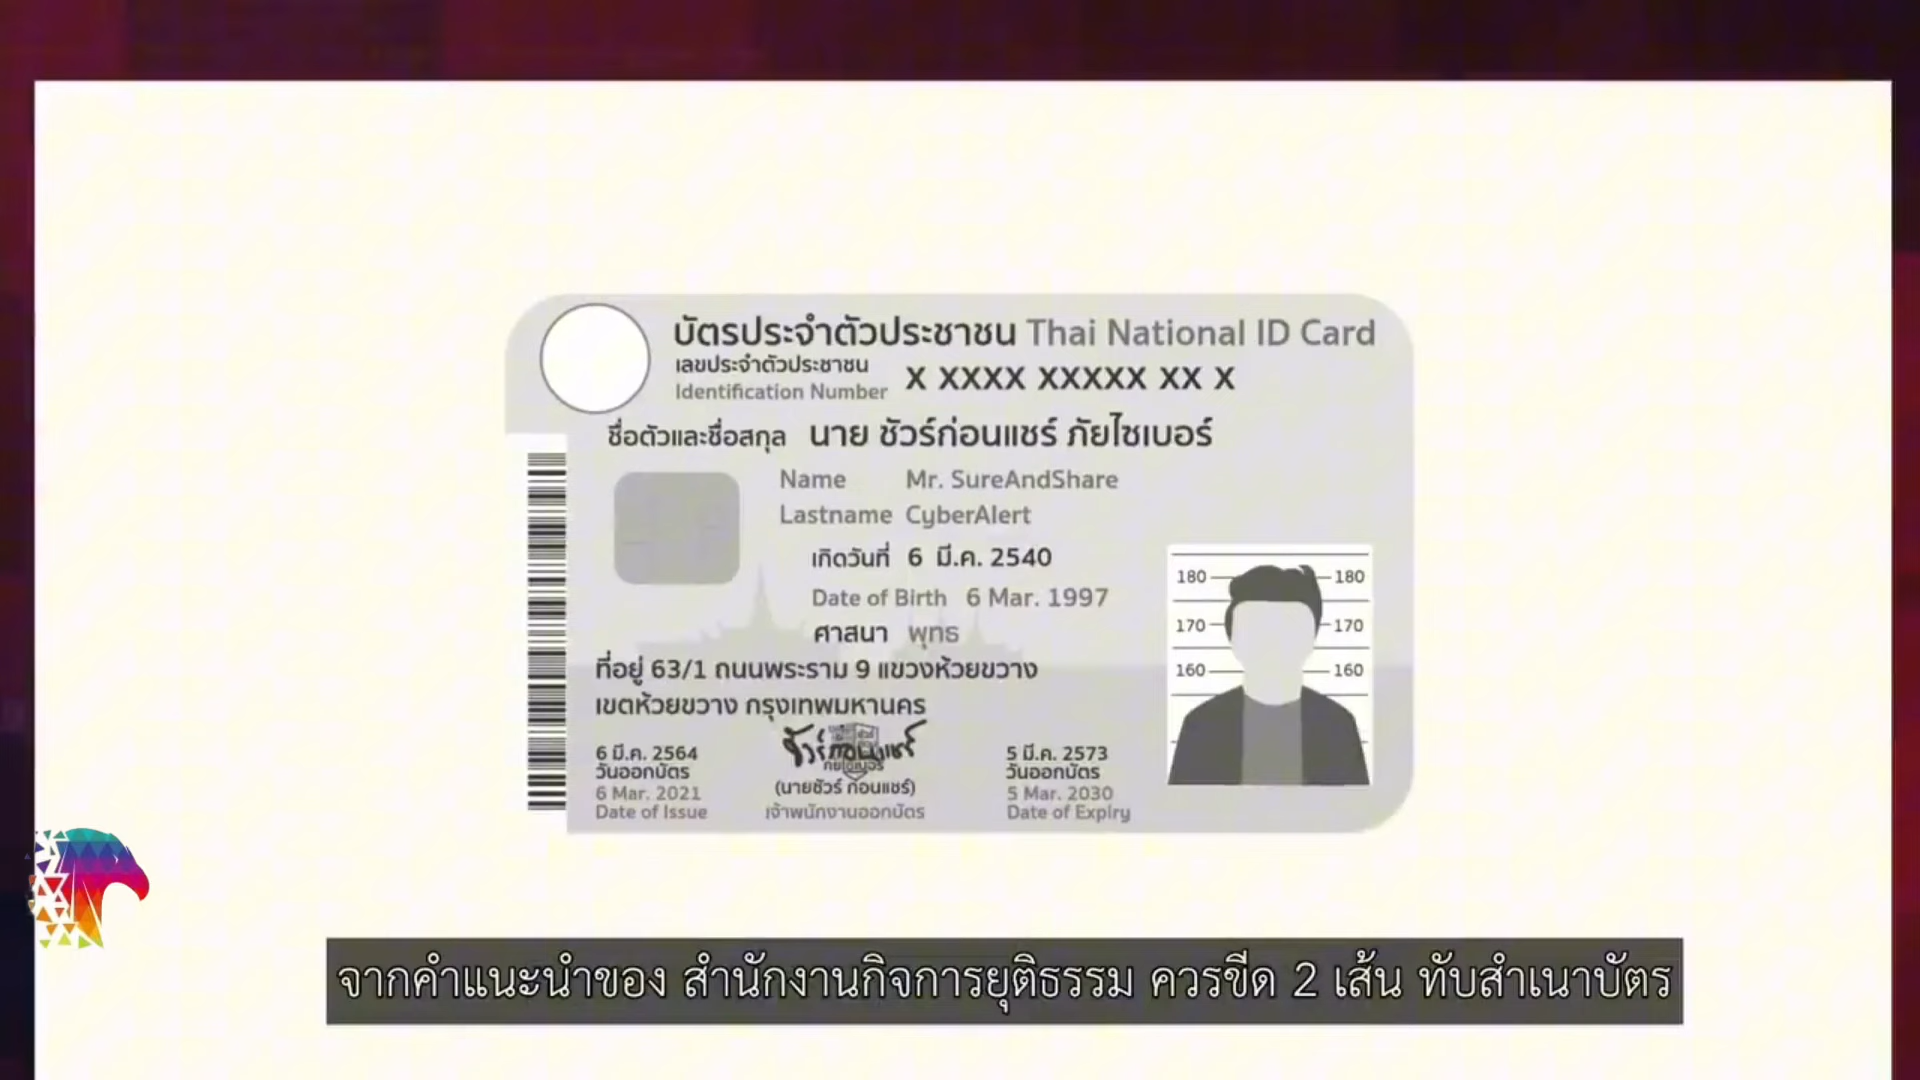 บัตรประจำตัวประชาชน Thai National ID Card
เลขประจำตัวประชาชน
Identification Number X XXXX XXXXX XX X
ชื่อตัวและชื่อสกุล นาย ชัวร์ก่อนแชร์ ภัยไซเบอร์
Name Mr. SureAndShare
Lastname CyberAlert
เกิดวันที่ 6 มี.ค. 2540
Date of Birth 6 Mar. 1997
ศาสนา พุทธ
ที่อยู่ 63/1 ถนนพระราม 9 แขวงห้วยขวาง
เขตห้วยขวาง กรุงเทพมหานคร
180 180
170 170
160 160
6 มี.ค. 2564
วันออกบัตร
6 Mar. 2021
Date of Issue
ชัวร์ก่อนแชร์
(นายชัวร์ ก่อนแชร์)
เจ้าพนักงานออกบัตร
5 มี.ค. 2573
วันออกบัตร
5 Mar. 2030
Date of Expiry
จากคำแนะนำของ สำนักงานกิจการยุติธรรม ควรขีด 2 เส้น ทับสำเนาบัตร